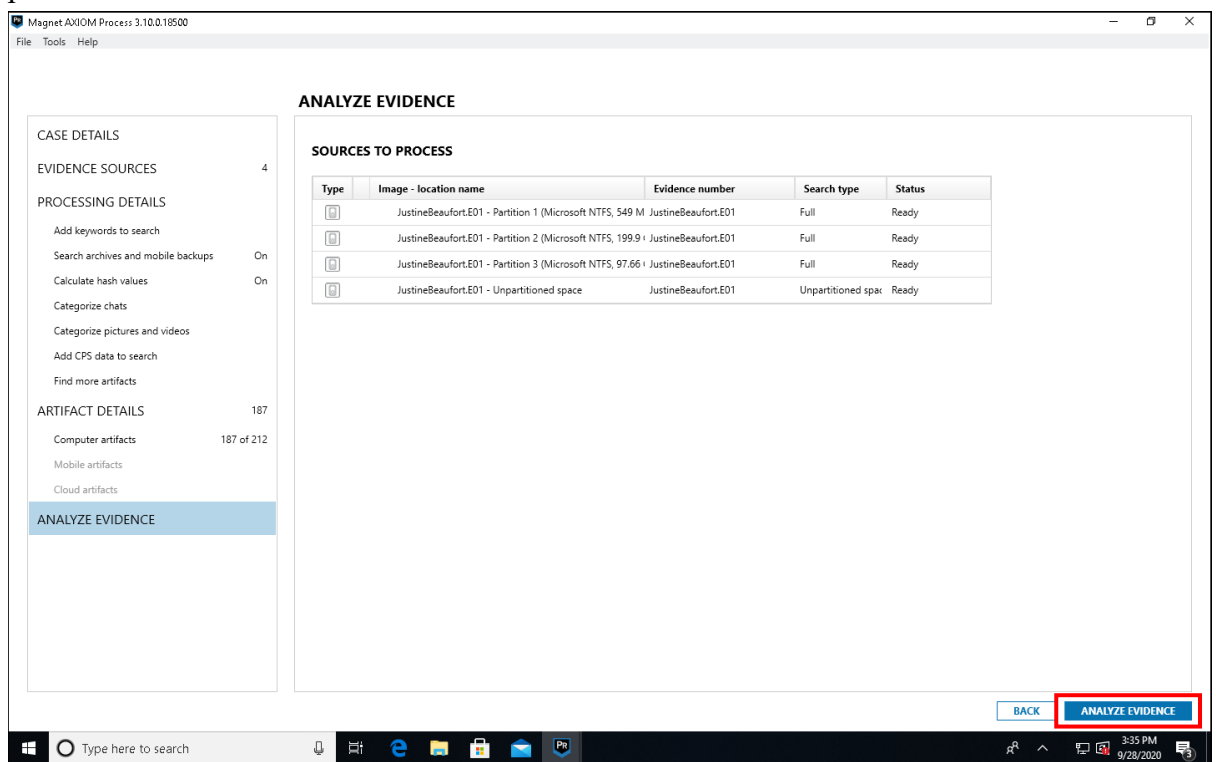 Magnet AXIOM Process 3.10.0.18500
File Tools Help
ANALYZE EVIDENCE
CASE DETAILS
EVIDENCE SOURCES 4
PROCESSING DETAILS
Add keywords to search
Search archives and mobile backups On
Calculate hash values On
Categorize chats
Categorize pictures and videos
Add CPS data to search
Find more artifacts
ARTIFACT DETAILS 187
Computer artifacts 187 of 212
Mobile artifacts
Cloud artifacts
ANALYZE EVIDENCE
SOURCES TO PROCESS
Type Image - location name Evidence number Search type Status
JustineBeaufort.E01 - Partition 1 (Microsoft NTFS, 549 M JustineBeaufort.E01 Full Ready
JustineBeaufort.E01 - Partition 2 (Microsoft NTFS, 199.9 JustineBeaufort.E01 Full Ready
JustineBeaufort.E01 - Partition 3 (Microsoft NTFS, 97.66 JustineBeaufort.E01 Full Ready
JustineBeaufort.E01 - Unpartitioned space JustineBeaufort.E01 Unpartitioned spac Ready
BACK ANALYZE EVIDENCE
Type here to search
PR
3:35 PM
9/28/2020
3